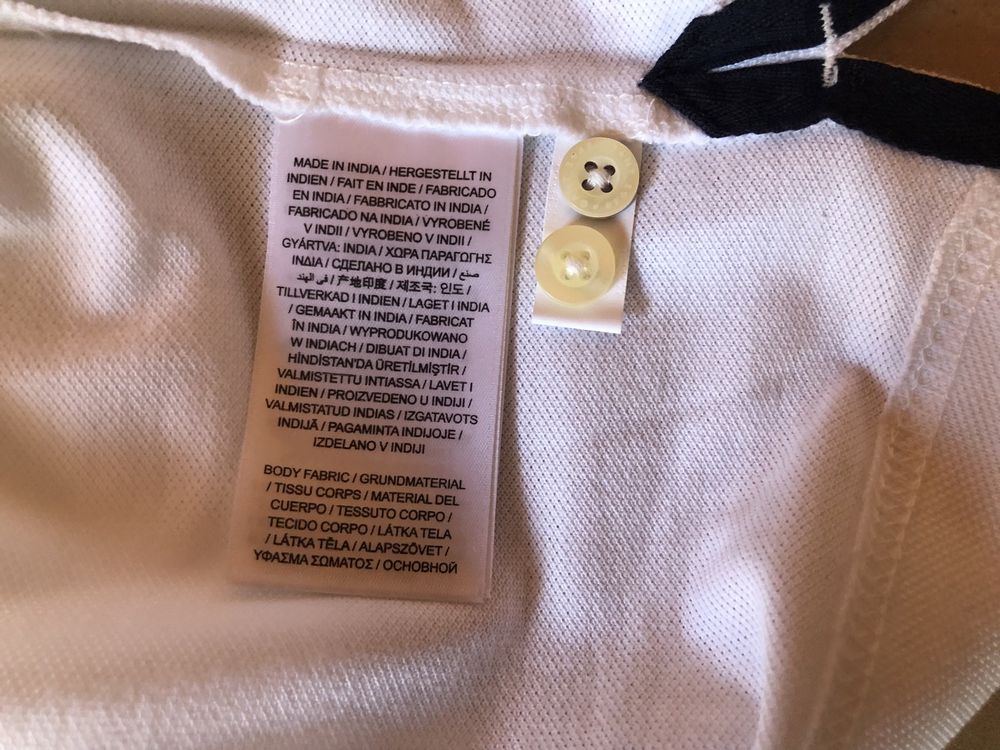 MADE IN INDIA / HERGESTELLT IN
INDIEN / FAIT EN INDE / FABRICADO
EN INDIA / FABBRICATO IN INDIA /
FABRICADO NA INDIA / VYROBENÉ
V INDII / VYROBENO V INDII /
GYÁRTVA: INDIA / ΧΩΡΑ ΠΑΡΑΓΩΓΗΣ
ΙΝΔΙΑ / СДЕЛАНО В ИНДИИ / صنع
في الهند / 产地印度 / 제조국: 인도 /
TILLVERKAD I INDIEN / LAGET I INDIA
/ GEMAAKT IN INDIA / FABRICAT
ÎN INDIA / WYPRODUKOWANO
W INDIACH / DIBUAT DI INDIA /
HİNDİSTAN'DA ÜRETİLMİŞTİR /
VALMISTETTU INTIASSA / LAVET I
INDIEN / PROIZVEDENO U INDIJI /
VALMISTATUD INDIAS / IZGATAVOTS
INDIJĀ / PAGAMINTA INDIJOJE /
IZDELANO V INDIJI
BODY FABRIC / GRUNDMATERIAL
/ TISSU CORPS / MATERIAL DEL
CUERPO / TESSUTO CORPO /
TECIDO CORPO / LÁTKA TELA
/ LÁTKA TĚLA / ALAPSZÖVET /
ΥΦΑΣΜΑ ΣΩΜΑΤΟΣ / ОСНОВНОЙ